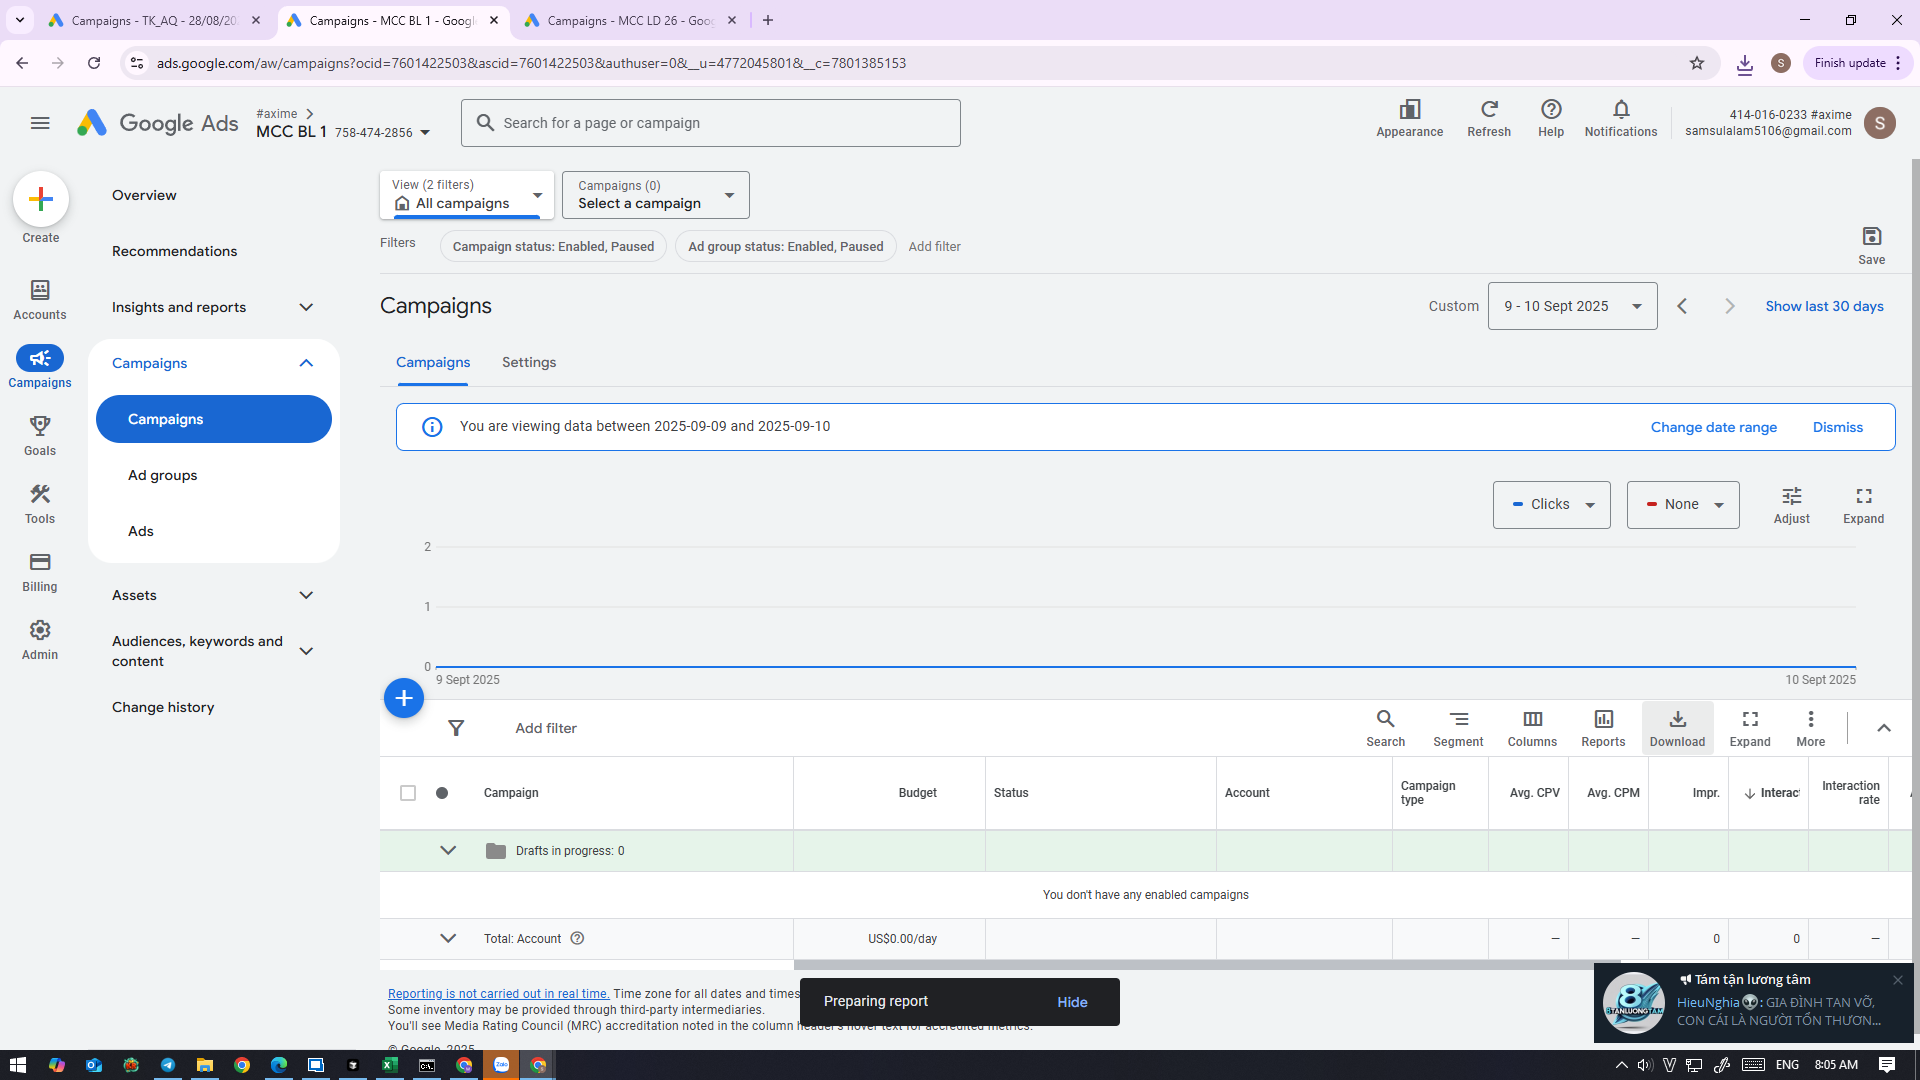 Campaigns - TK_AQ - 28/08/20
Campaigns - MCC BL 1 - Google
Campaigns - MCC LD 26 - Goog
ads.google.com/aw/campaigns?ocid=7601422503&ascid=7601422503&authuser=0&__u=4772045801&__c=7801385153
S
Finish update
Google Ads
#axime
MCC BL 1 758-474-2856
Search for a page or campaign
Appearance
Refresh
Help
Notifications
414-016-0233 #axime
samsulalam5106@gmail.com
S
Create
Accounts
Campaigns
Goals
Tools
Billing
Admin
Overview
Recommendations
Insights and reports
Campaigns
Campaigns
Ad groups
Ads
Assets
Audiences, keywords and
content
Change history
View (2 filters)
All campaigns
Campaigns (0)
Select a campaign
Filters
Campaign status: Enabled, Paused
Ad group status: Enabled, Paused
Add filter
Save
Campaigns
Custom
9 - 10 Sept 2025
Show last 30 days
Campaigns
Settings
You are viewing data between 2025-09-09 and 2025-09-10
Change date range
Dismiss
Clicks
None
Adjust
Expand
2
1
0
9 Sept 2025
10 Sept 2025
Add filter
Search
Segment
Columns
Reports
Download
Expand
More
Campaign
Budget
Status
Account
Campaign
type
Avg. CPV
Avg. CPM
Impr.
Interact
Interaction
rate
Drafts in progress: 0
You don't have any enabled campaigns
Total: Account
US$0.00/day
—
—
0
0
—
Reporting is not carried out in real time. Time zone for all dates and times
Some inventory may be provided through third-party intermediaries.
You'll see Media Rating Council (MRC) accreditation noted in the column header's hover text for accredited metrics.
© Google, 2025
Preparing report
Hide
8TANLUONGTAM
Tám tận lương tâm
HieuNghia: GIA ĐÌNH TAN VỠ,
CON CÁI LÀ NGƯỜI TỔN THƯƠN...
Zalo
ENG
8:05 AM